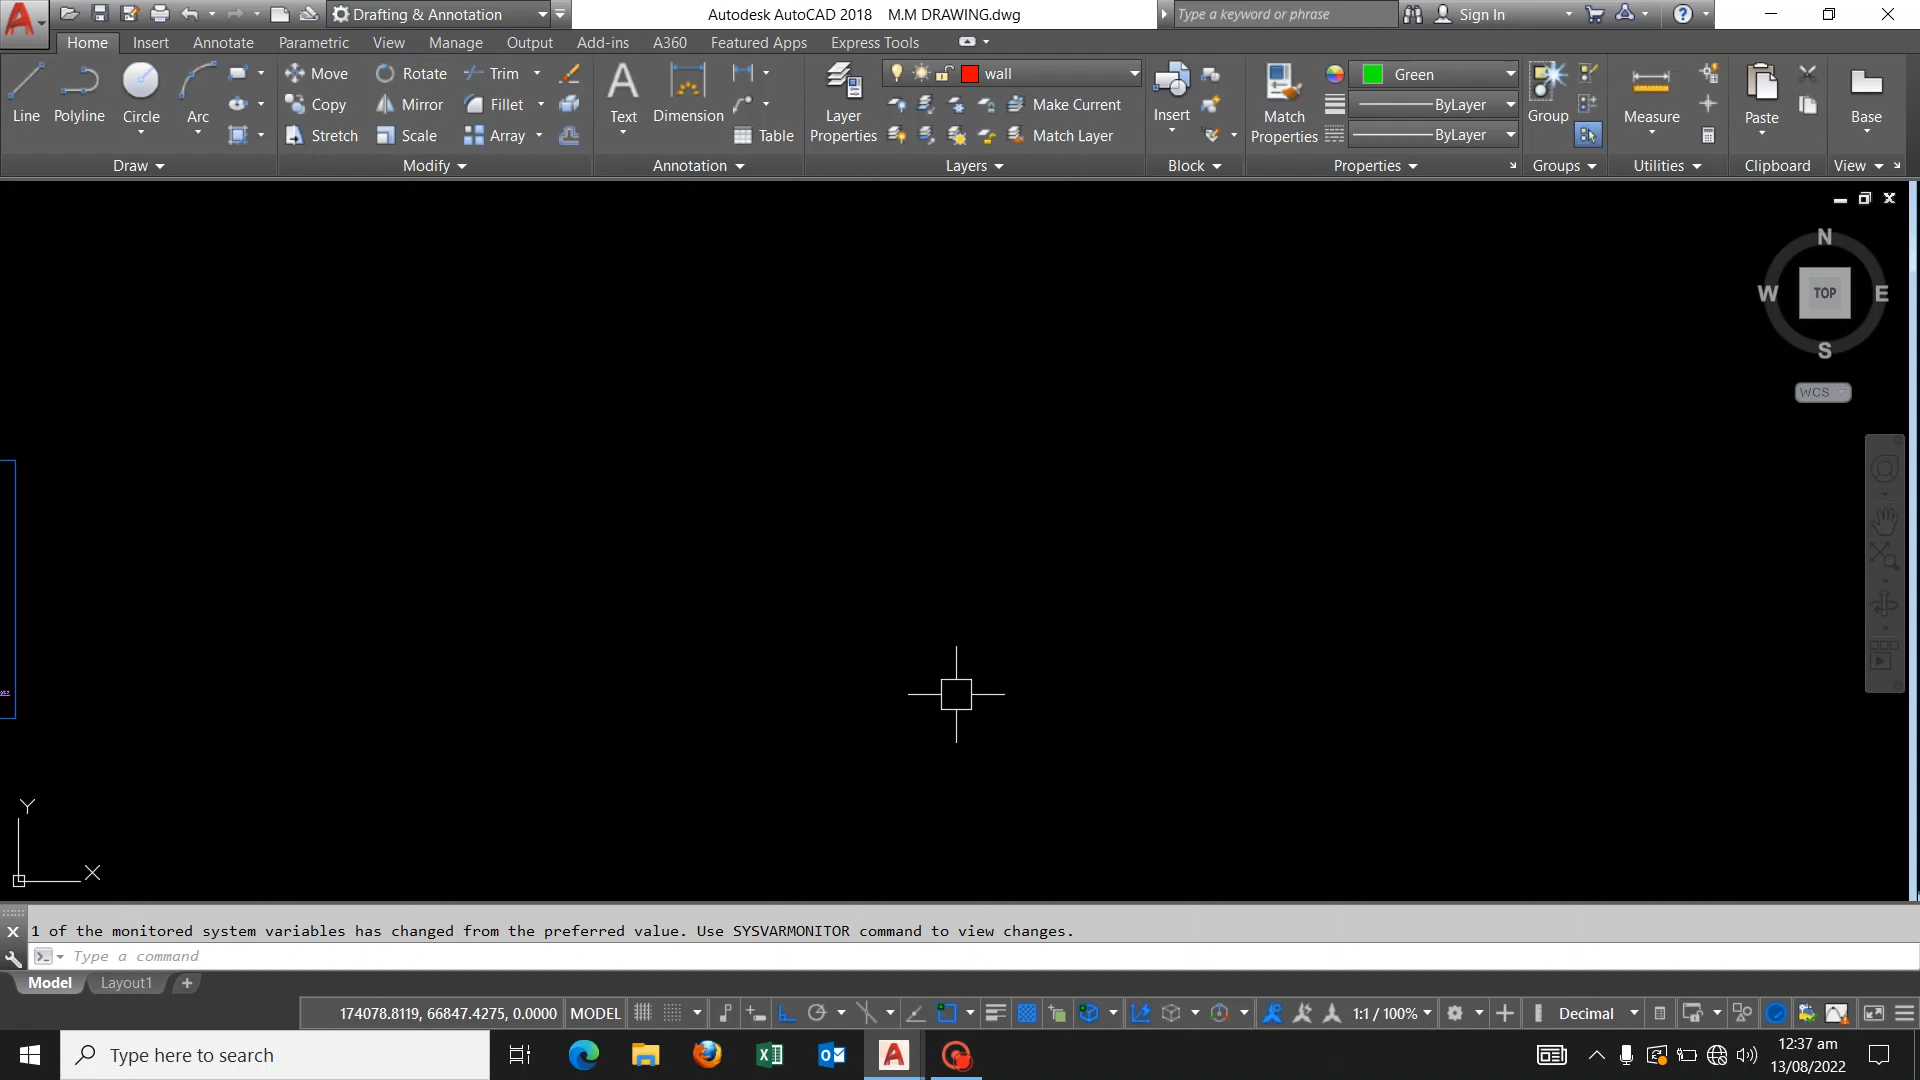 Drafting & Annotation
Autodesk AutoCAD 2018 M.M DRAWING.dwg
Type a keyword or phrase
Sign In
Home Insert Annotate Parametric View Manage Output Add-ins A360 Featured Apps Express Tools
Line Polyline Circle Arc
Move Rotate Trim
Copy Mirror Fillet
Stretch Scale Array
Text Dimension Table
Layer Properties
wall
Make Current
Match Layer
Insert
Match Properties
Green
ByLayer
ByLayer
Group
Measure
Paste
Base
Draw Modify Annotation Layers Block Properties Groups Utilities Clipboard View
N
W TOP E
S
WCS
Y
X
1 of the monitored system variables has changed from the preferred value. Use SYSVARMONITOR command to view changes.
Type a command
Model Layout1
174078.8119, 66847.4275, 0.0000 MODEL 1:1 / 100% Decimal
Type here to search
12:37 am
13/08/2022